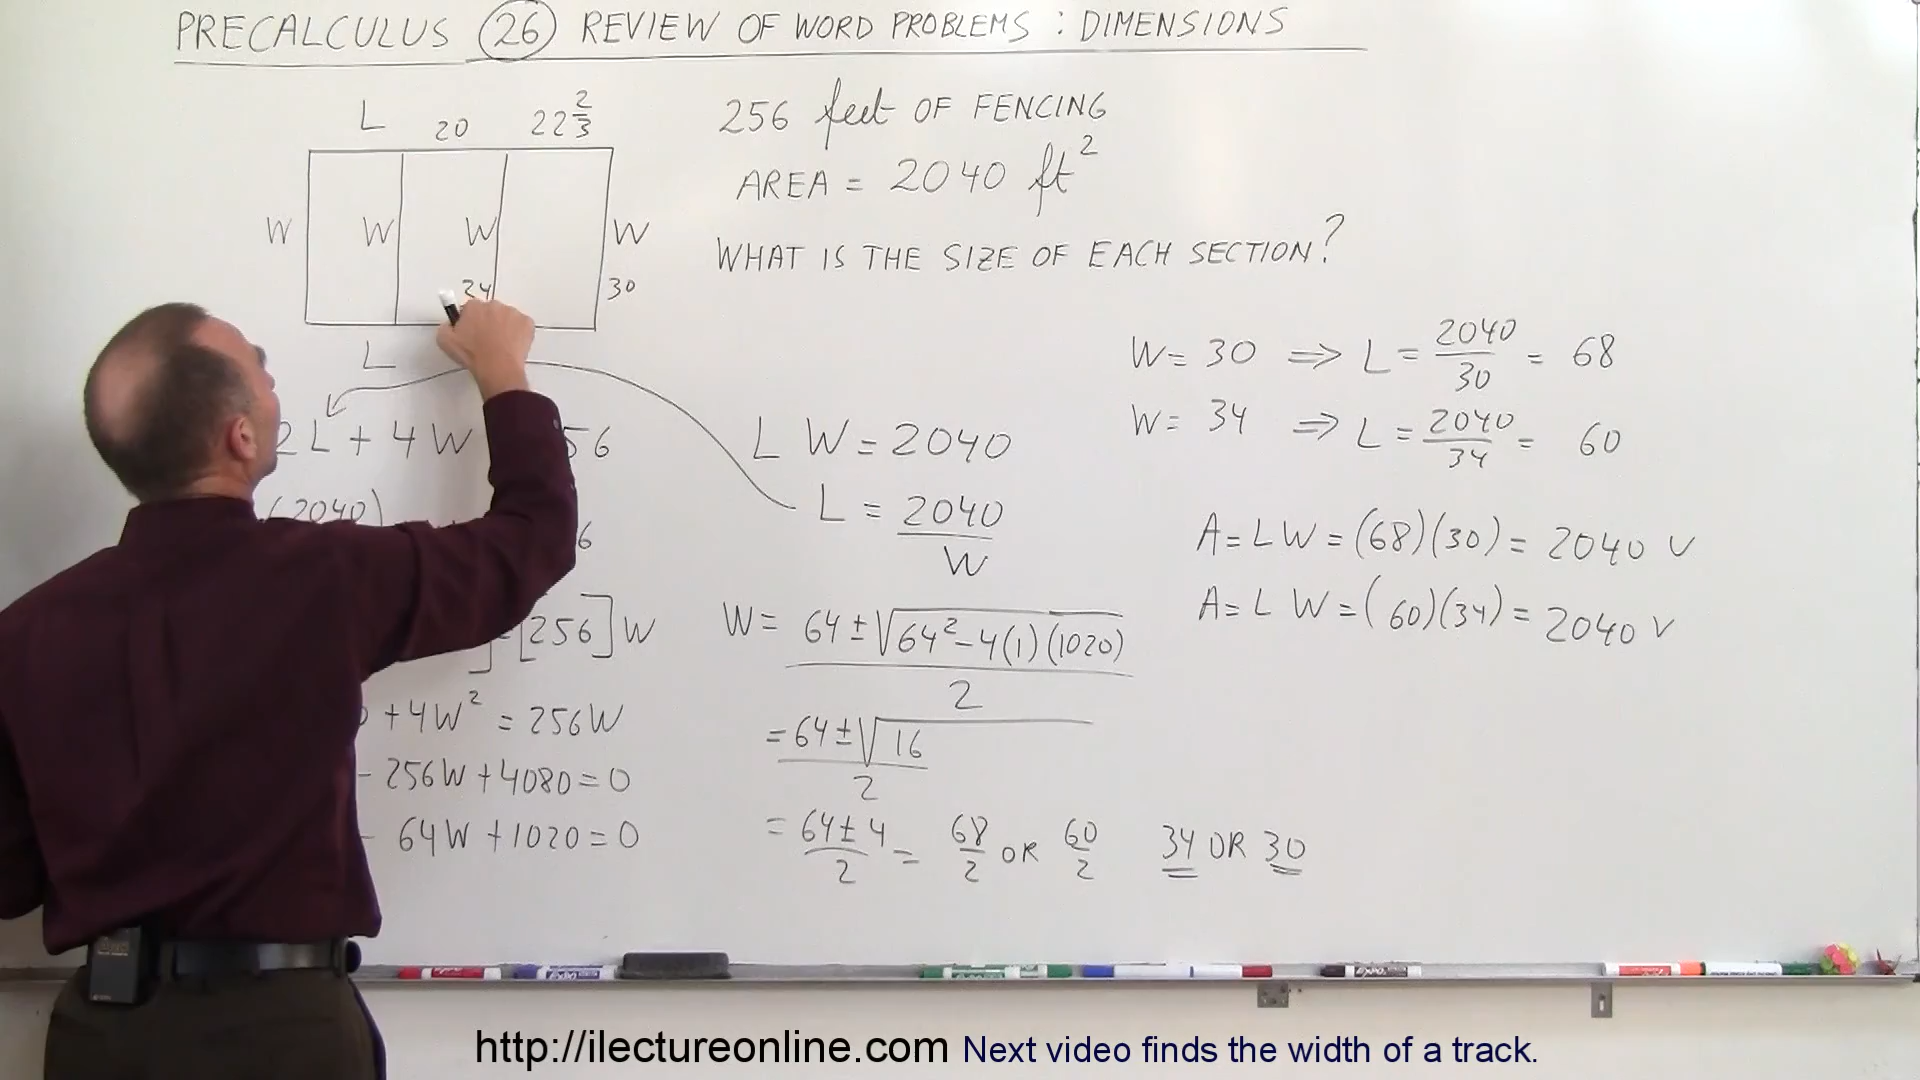 PRECALCULUS 26 REVIEW OF WORD PROBLEMS : DIMENSIONS
L 20 22 2/3
W W W W
34 30
L
256 feet OF FENCING
AREA = 2040 ft²
WHAT IS THE SIZE OF EACH SECTION?
2L + 4W 56
(2040)
6
[256]W
+4W² = 256W
- 256W + 4080 = 0
- 64W + 1020 = 0
L W = 2040
L = 2040/W
W = 64 ± √64² - 4(1)(1020) / 2
= 64 ± √16 / 2
= 64 ± 4 / 2 = 68/2 OR 60/2 34 OR 30
W = 30 ⇒ L = 2040/30 = 68
W = 34 ⇒ L = 2040/34 = 60
A = L W = (68)(30) = 2040 √
A = L W = (60)(34) = 2040 √
http://ilectureonline.com Next video finds the width of a track.